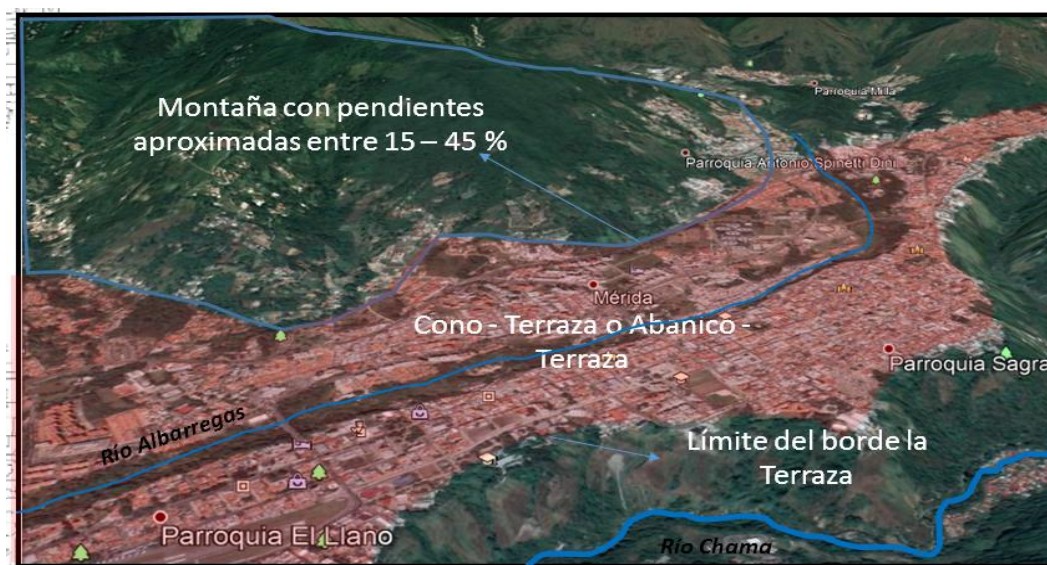 Parroquia Milla
Montaña con pendientes
aproximadas entre 15 – 45 %
Parroquia Antonio Spinetti Dini
Mérida
Cono - Terraza o Abanico -
Terraza
Parroquia Sagra
Río Albarregas
Límite del borde la
Terraza
Parroquia El Llano
Río Chama